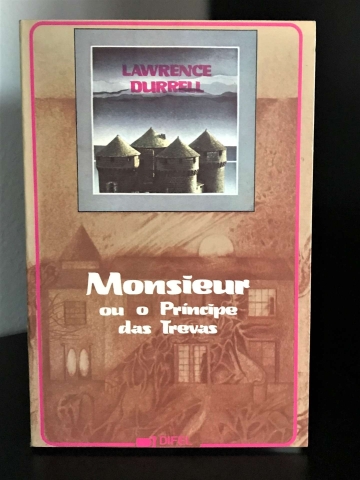 LAWRENCE
DURRELL
Monsieur
ou o Príncipe
das Trevas
DIFEL